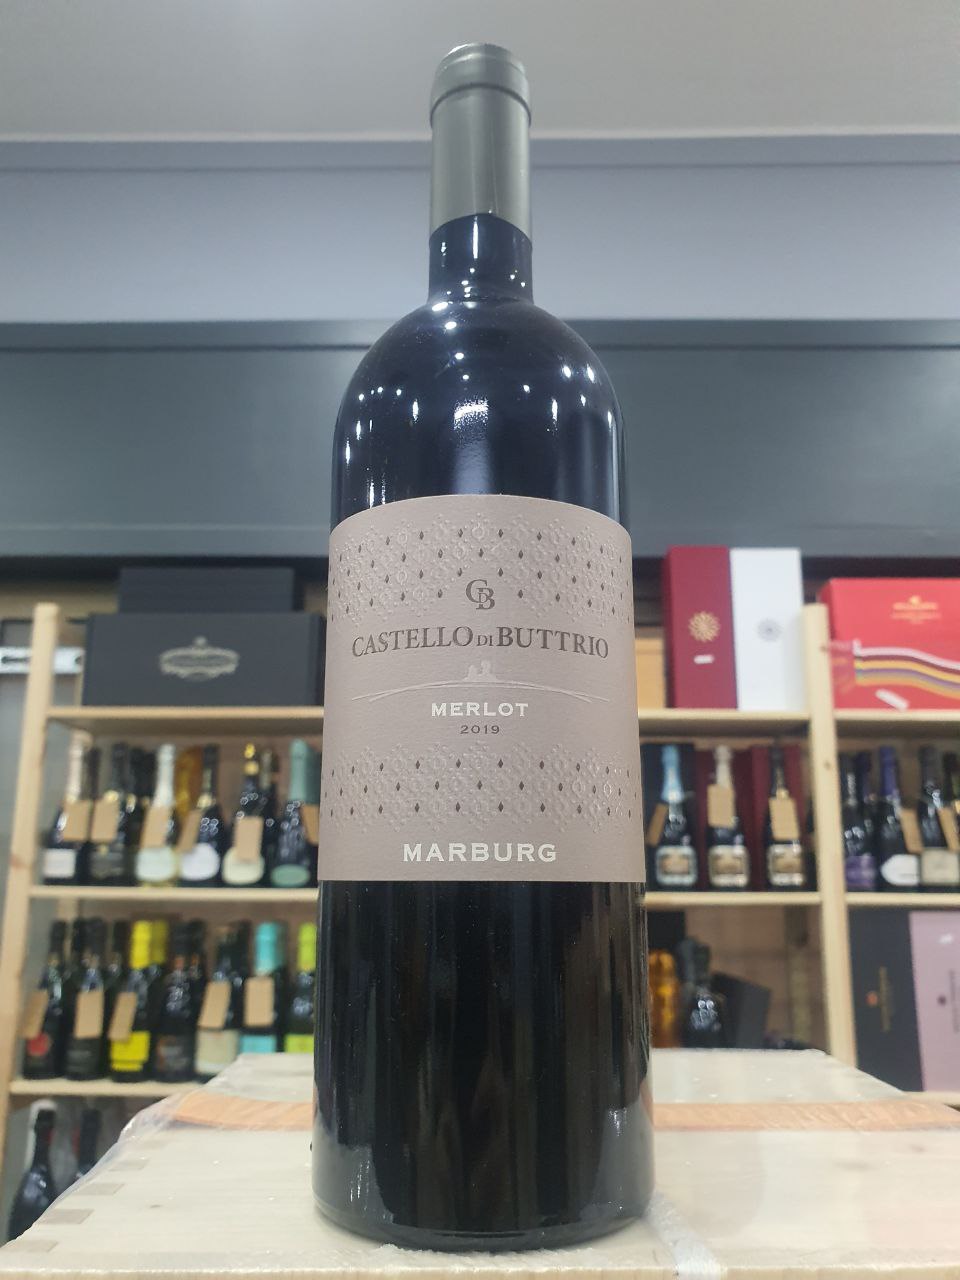 CB
CASTELLO DI BUTTRIO
MERLOT
2019
MARBURG